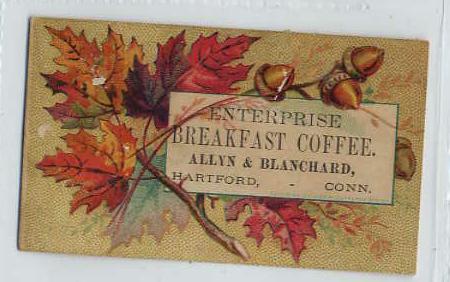 ENTERPRISE
BREAKFAST COFFEE.
ALLYN & BLANCHARD,
HARTFORD, - CONN.